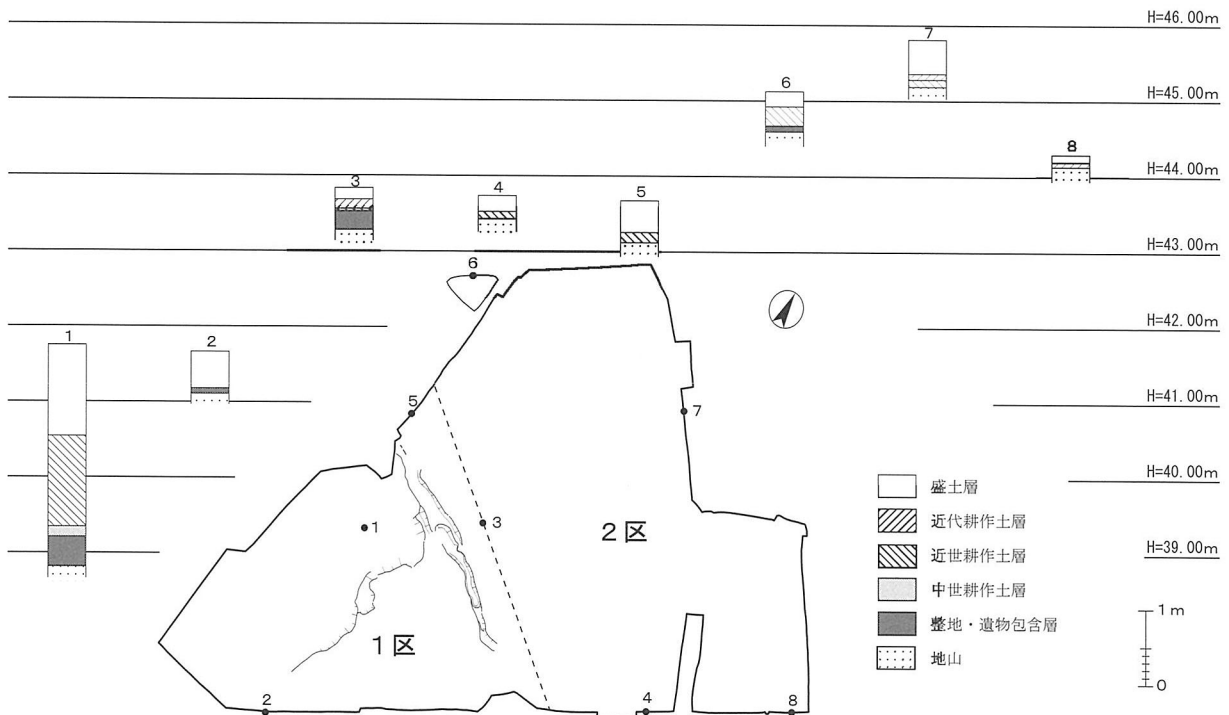 H=46.00m
7
6
H=45.00m
8
H=44.00m
3
4
5
H=43.00m
6
H=42.00m
1
2
5
7
H=41.00m
H=40.00m
盛土層
近代耕作土層
近世耕作土層
中世耕作土層
整地・遺物包含層
地山
1
3
2区
H=39.00m
1m
0
1区
2
4
8